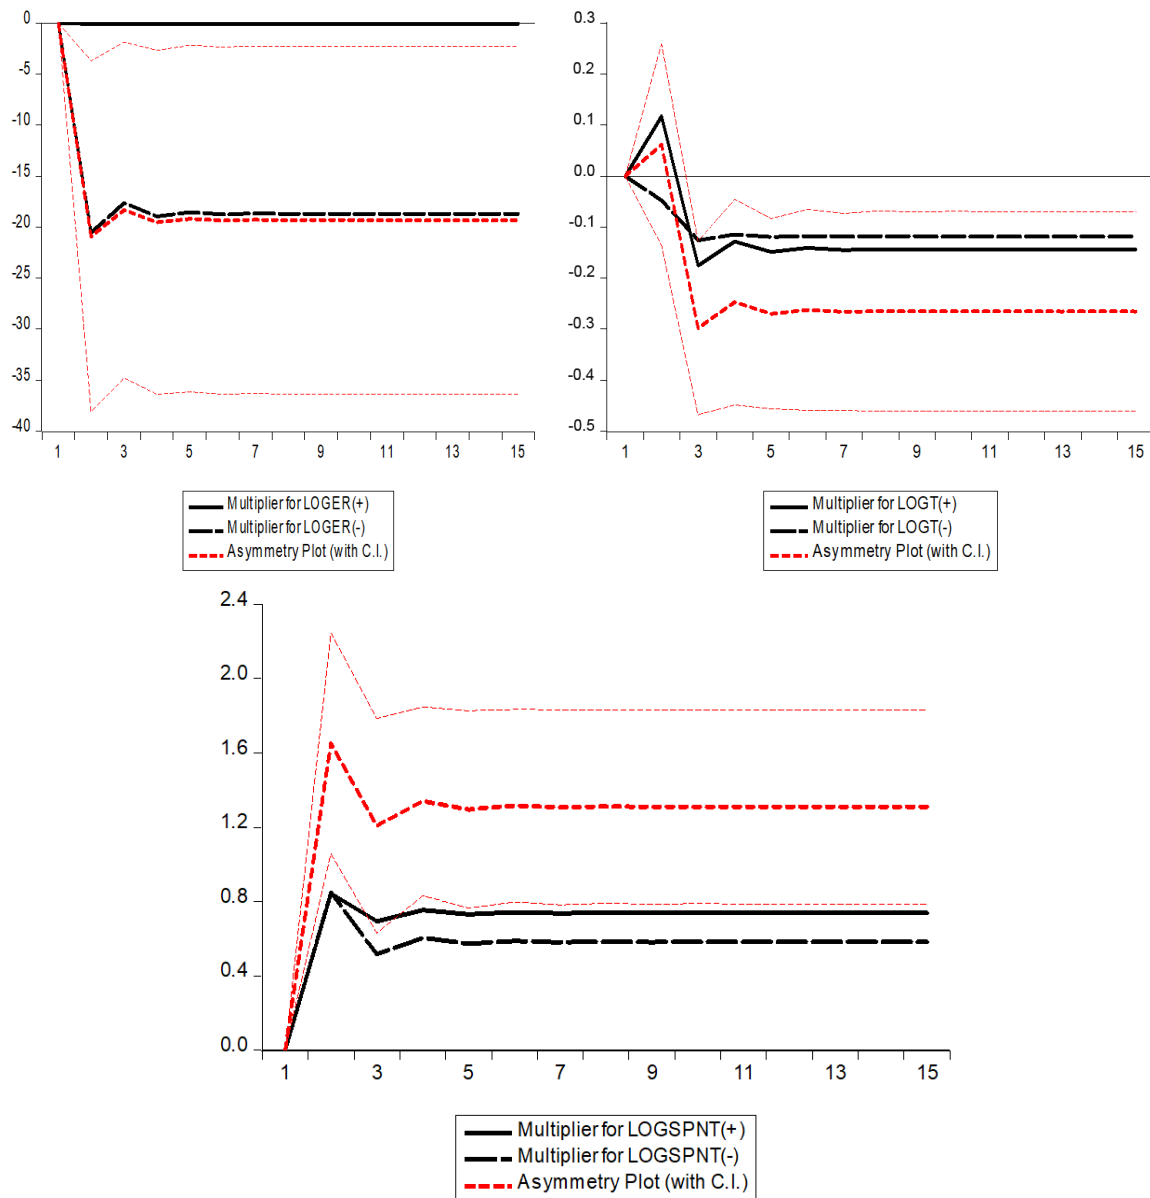 0
-5
-10
-15
-20
-25
-30
-35
-40
1 3 5 7 9 11 13 15
Multiplier for LOGER(+)
Multiplier for LOGER(-)
Asymmetry Plot (with C.I.)
0.3
0.2
0.1
0.0
-0.1
-0.2
-0.3
-0.4
-0.5
1 3 5 7 9 11 13 15
Multiplier for LOGT(+)
Multiplier for LOGT(-)
Asymmetry Plot (with C.I.)
2.4
2.0
1.6
1.2
0.8
0.4
0.0
1 3 5 7 9 11 13 15
Multiplier for LOGSPNT(+)
Multiplier for LOGSPNT(-)
Asymmetry Plot (with C.I.)